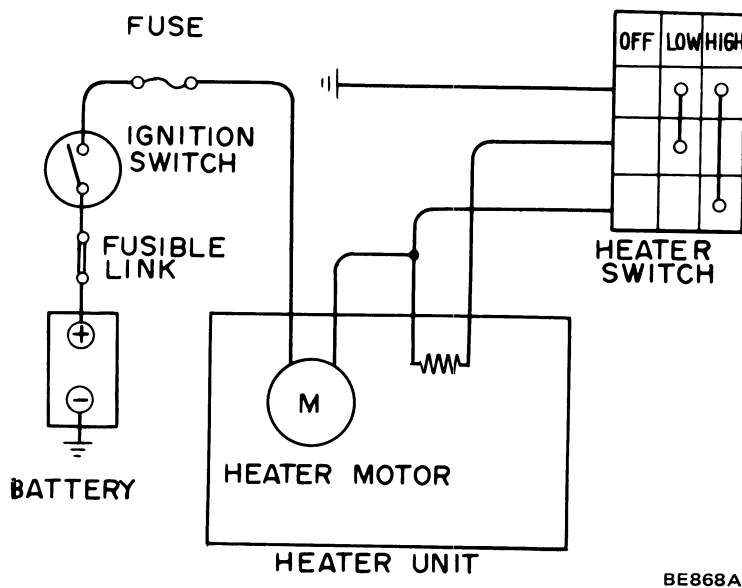 FUSE
OFF LOW HIGH
IGNITION
SWITCH
FUSIBLE
LINK
HEATER
SWITCH
+
−
M
HEATER MOTOR
BATTERY
HEATER UNIT
BE868A